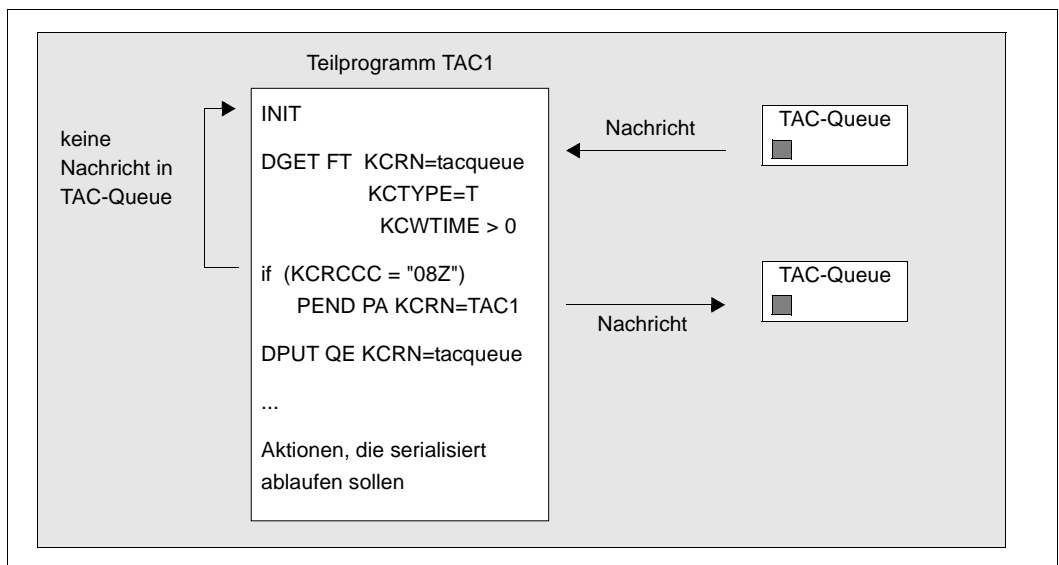 Teilprogramm TAC1
keine
Nachricht in
TAC-Queue
INIT
DGET FT KCRN=tacqueue
KCTYPE=T
KCWTIME > 0
if (KCRCCC = "08Z")
PEND PA KCRN=TAC1
DPUT QE KCRN=tacqueue
...
Aktionen, die serialisiert
ablaufen sollen
Nachricht
TAC-Queue
Nachricht
TAC-Queue